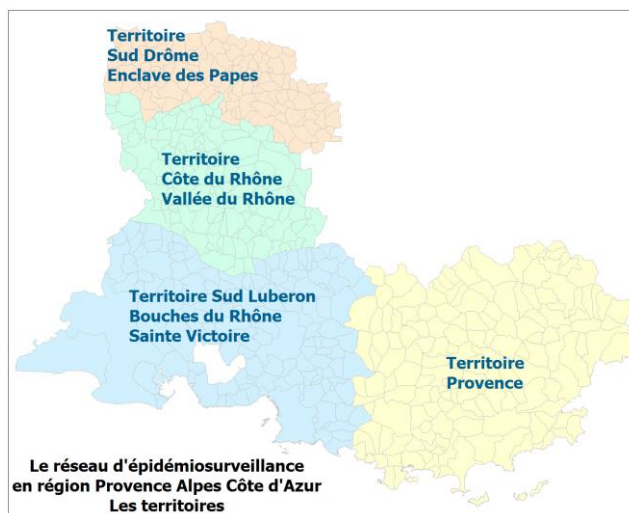 Territoire
Sud Drôme
Enclave des Papes
Territoire
Côte du Rhône
Vallée du Rhône
Territoire Sud Luberon
Bouches du Rhône
Sainte Victoire
Territoire
Provence
Le réseau d'épidémiosurveillance
en région Provence Alpes Côte d'Azur
Les territoires